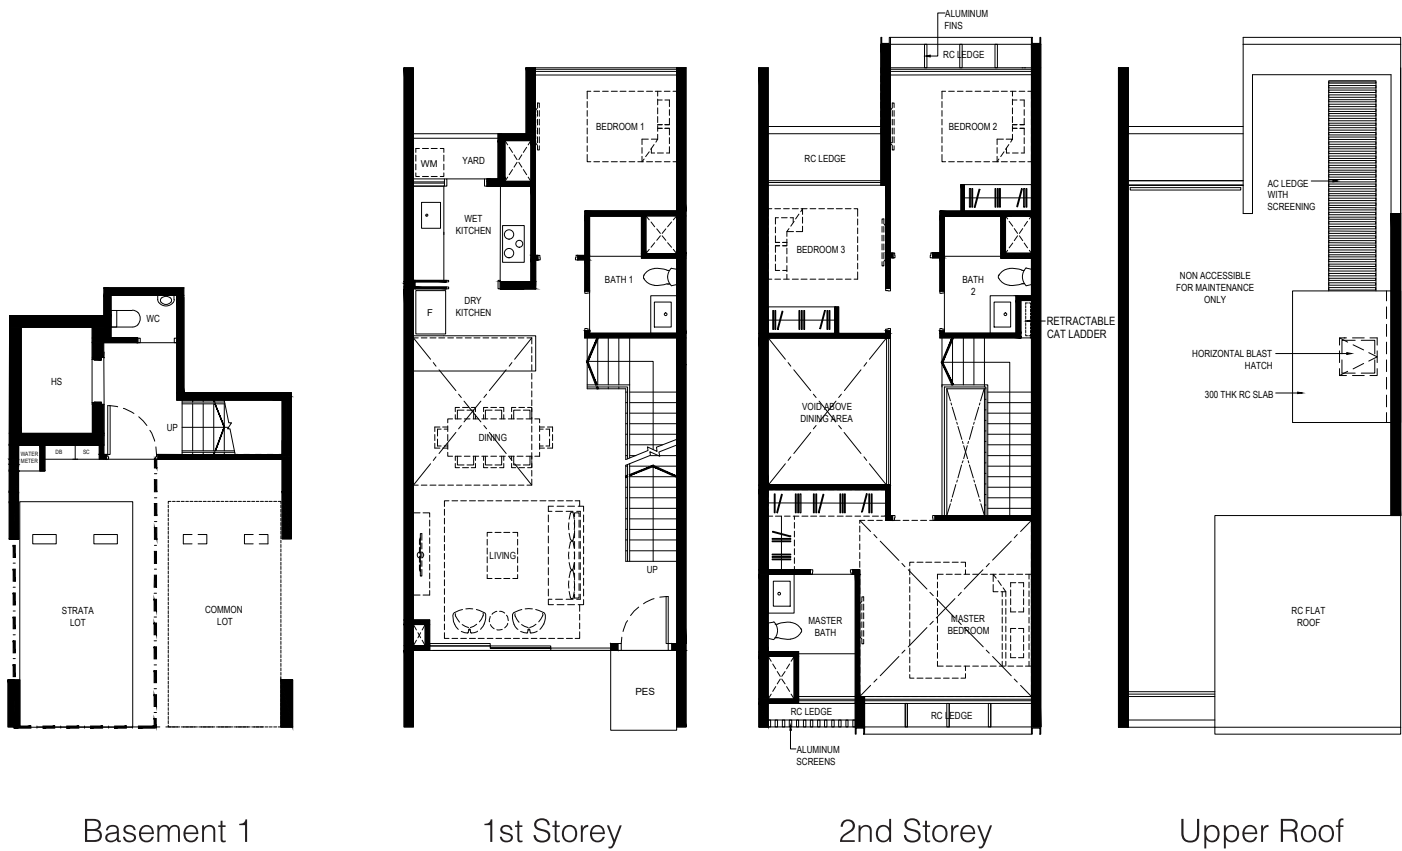 WC
HS
UP
WATER
METER
DB
SC
STRATA
LOT
COMMON
LOT
Basement 1
BEDROOM 1
WM
YARD
WET
KITCHEN
BATH 1
DRY
KITCHEN
F
DINING
LIVING
UP
PES
1st Storey
ALUMINUM
FINS
RC LEDGE
BEDROOM 2
RC LEDGE
BEDROOM 3
BATH
2
RETRACTABLE
CAT LADDER
VOID ABOVE
DINING AREA
MASTER
BATH
MASTER
BEDROOM
RC LEDGE
RC LEDGE
ALUMINUM
SCREENS
2nd Storey
AC LEDGE
WITH
SCREENING
NON ACCESSIBLE
FOR MAINTENANCE
ONLY
HORIZONTAL BLAST
HATCH
300 THK RC SLAB
RC FLAT
ROOF
Upper Roof